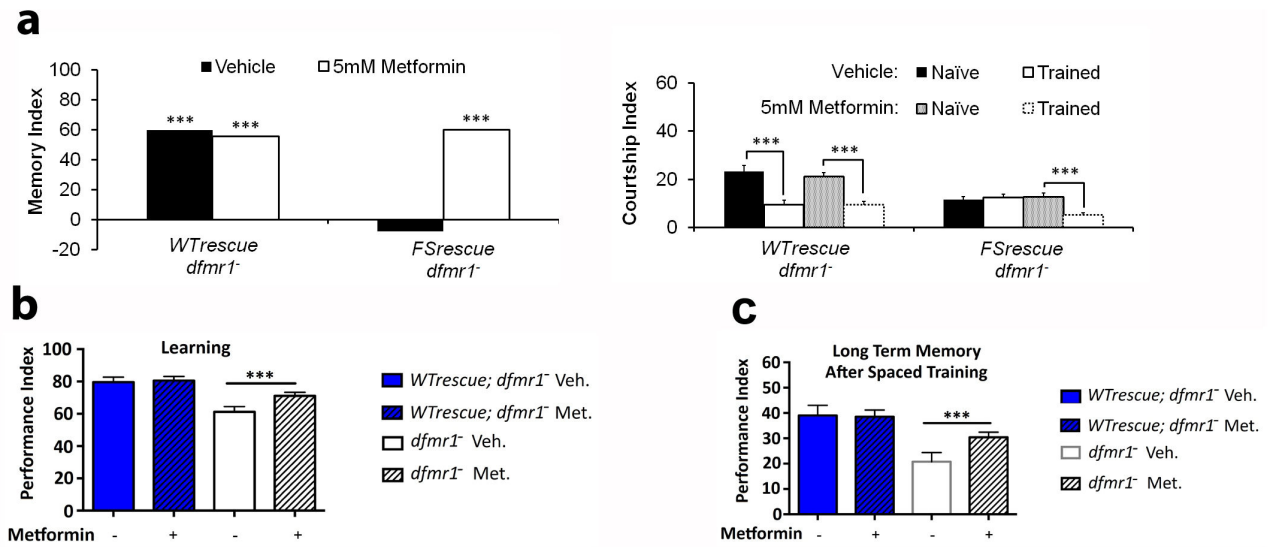 a
Vehicle 5mM Metformin
Memory Index
100
80
60
40
20
0
-20
*** *** ***
WTrescue
dfmr1-
FSrescue
dfmr1-
Vehicle: Naïve Trained
5mM Metformin: Naïve Trained
Courtship Index
60
40
20
0
*** *** ***
WTrescue
dfmr1-
FSrescue
dfmr1-
b
Learning
Performance Index
100
80
60
40
20
0
***
Metformin - + - +
WTrescue; dfmr1- Veh.
WTrescue; dfmr1- Met.
dfmr1- Veh.
dfmr1- Met.
c
Long Term Memory
After Spaced Training
Performance Index
60
50
40
30
20
10
0
***
Metformin - + - +
WTrescue; dfmr1- Veh.
WTrescue; dfmr1- Met.
dfmr1- Veh.
dfmr1- Met.